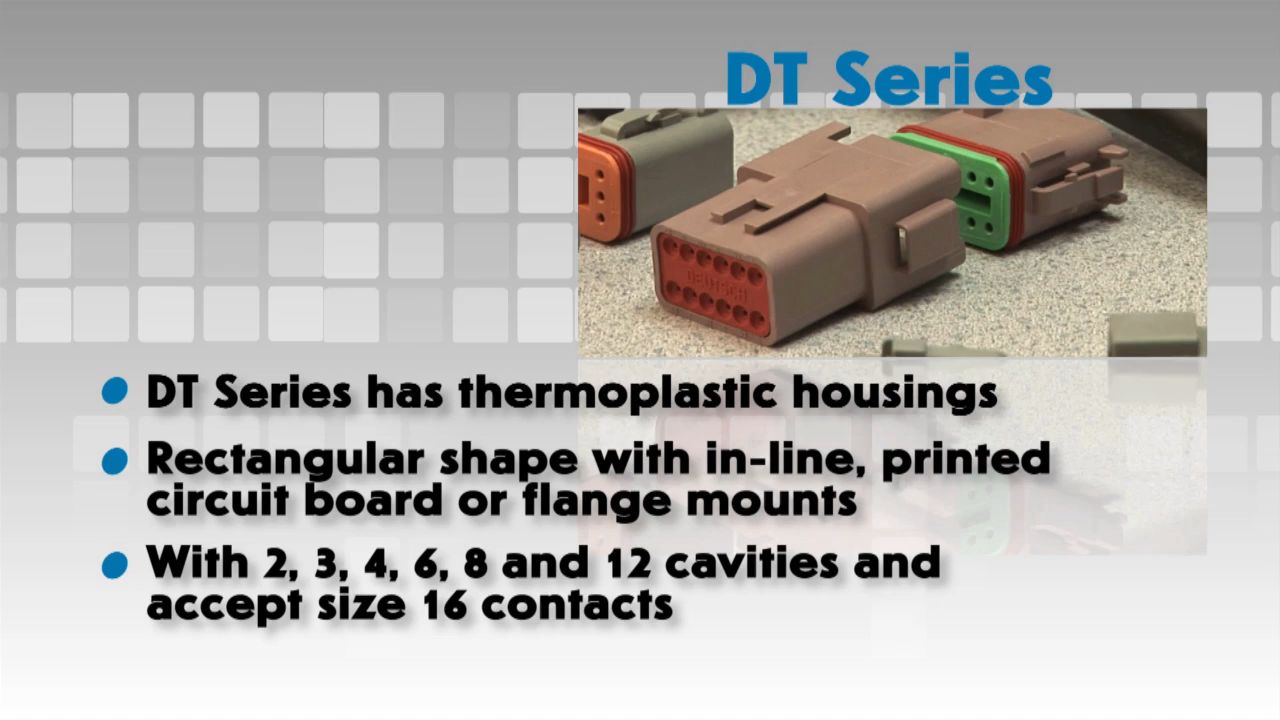 DT Series
DEUTSCH
DT Series has thermoplastic housings
Rectangular shape with in-line, printed
circuit board or flange mounts
With 2, 3, 4, 6, 8 and 12 cavities and
accept size 16 contacts